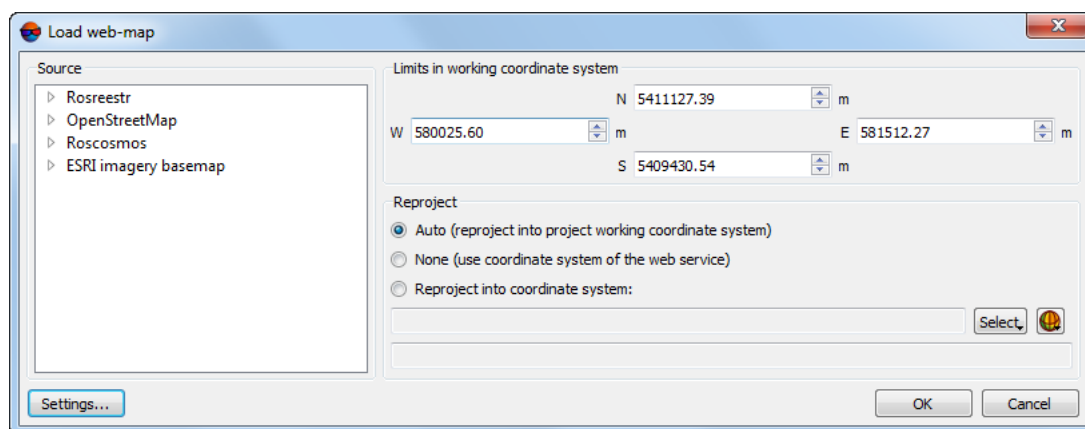 Load web-map
Source
Rosreestr
OpenStreetMap
Roscosmos
ESRI imagery basemap
Limits in working coordinate system
N 5411127.39 m
W 580025.60 m E 581512.27 m
S 5409430.54 m
Reproject
Auto (reproject into project working coordinate system)
None (use coordinate system of the web service)
Reproject into coordinate system:
Select
Settings... OK Cancel